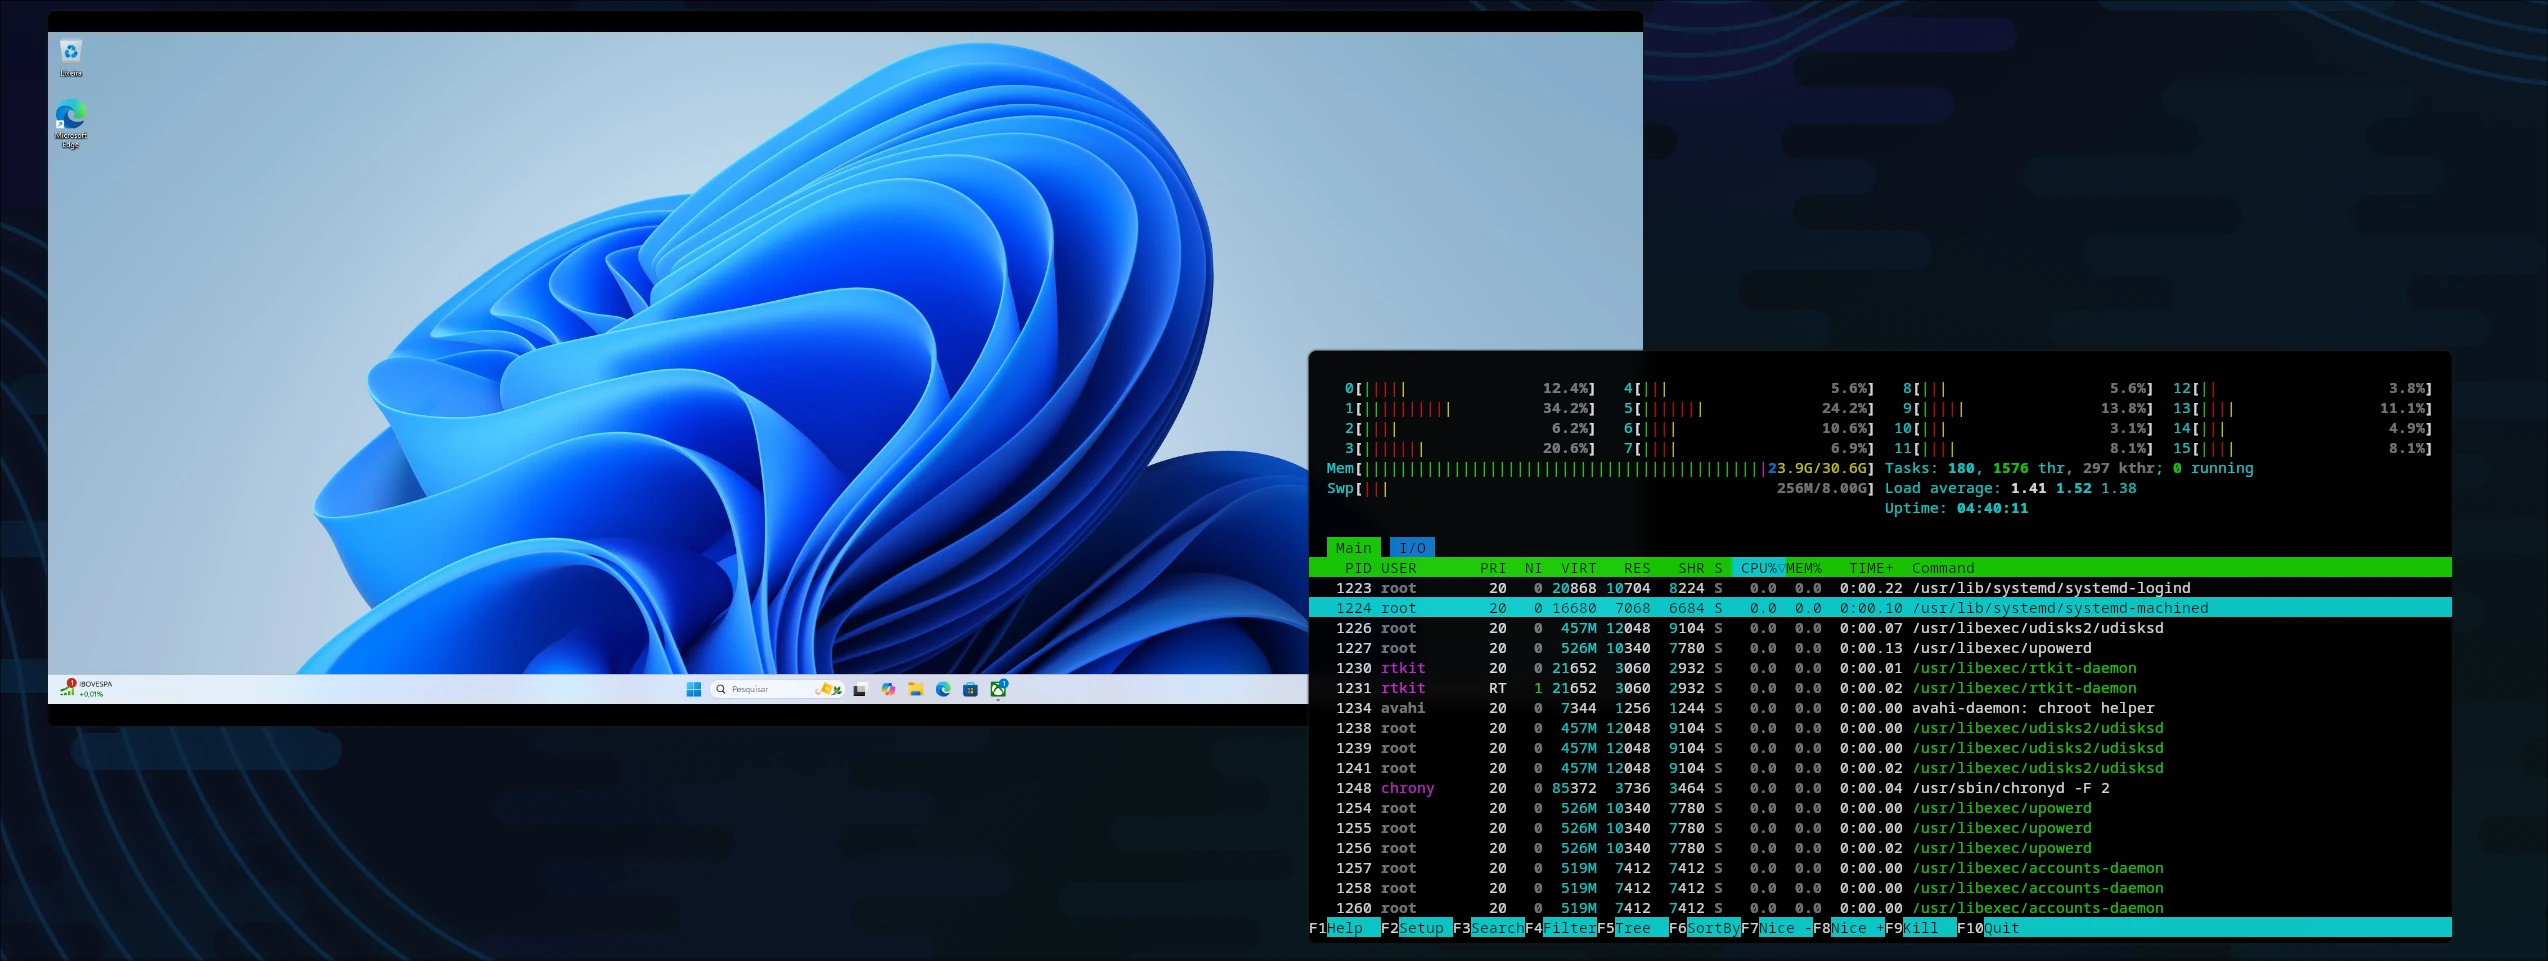 Lixeira
Microsoft
Edge
1
IBOVESPA
+0,01%
Pesquisar
1
0[||||| 12.4%] 4[||| 5.6%] 8[||| 5.6%] 12[|| 3.8%]
1[|||||||||| 34.2%] 5[||||||| 24.2%] 9[||||| 13.8%] 13[|||| 11.1%]
2[|||| 6.2%] 6[|||| 10.6%] 10[||| 3.1%] 14[||| 4.9%]
3[||||||| 20.6%] 7[|||| 6.9%] 11[|||| 8.1%] 15[|||| 8.1%]
Mem[|||||||||||||||||||||||||||||||||||||||||||||23.9G/30.6G] Tasks: 180, 1576 thr, 297 kthr; 0 running
Swp[||| 256M/8.00G] Load average: 1.41 1.52 1.38
Uptime: 04:40:11
Main I/O
PID USER PRI NI VIRT RES SHR S CPU%▽MEM% TIME+ Command
1223 root 20 0 20868 10704 8224 S 0.0 0.0 0:00.22 /usr/lib/systemd/systemd-logind
1224 root 20 0 16680 7068 6684 S 0.0 0.0 0:00.10 /usr/lib/systemd/systemd-machined
1226 root 20 0 457M 12048 9104 S 0.0 0.0 0:00.07 /usr/libexec/udisks2/udisksd
1227 root 20 0 526M 10340 7780 S 0.0 0.0 0:00.13 /usr/libexec/upowerd
1230 rtkit 20 0 21652 3060 2932 S 0.0 0.0 0:00.01 /usr/libexec/rtkit-daemon
1231 rtkit RT 1 21652 3060 2932 S 0.0 0.0 0:00.02 /usr/libexec/rtkit-daemon
1234 avahi 20 0 7344 1256 1244 S 0.0 0.0 0:00.00 avahi-daemon: chroot helper
1238 root 20 0 457M 12048 9104 S 0.0 0.0 0:00.00 /usr/libexec/udisks2/udisksd
1239 root 20 0 457M 12048 9104 S 0.0 0.0 0:00.00 /usr/libexec/udisks2/udisksd
1241 root 20 0 457M 12048 9104 S 0.0 0.0 0:00.02 /usr/libexec/udisks2/udisksd
1248 chrony 20 0 85372 3736 3464 S 0.0 0.0 0:00.04 /usr/sbin/chronyd -F 2
1254 root 20 0 526M 10340 7780 S 0.0 0.0 0:00.00 /usr/libexec/upowerd
1255 root 20 0 526M 10340 7780 S 0.0 0.0 0:00.00 /usr/libexec/upowerd
1256 root 20 0 526M 10340 7780 S 0.0 0.0 0:00.02 /usr/libexec/upowerd
1257 root 20 0 519M 7412 7412 S 0.0 0.0 0:00.00 /usr/libexec/accounts-daemon
1258 root 20 0 519M 7412 7412 S 0.0 0.0 0:00.00 /usr/libexec/accounts-daemon
1260 root 20 0 519M 7412 7412 S 0.0 0.0 0:00.00 /usr/libexec/accounts-daemon
F1Help F2Setup F3SearchF4FilterF5Tree F6SortByF7Nice -F8Nice +F9Kill F10Quit